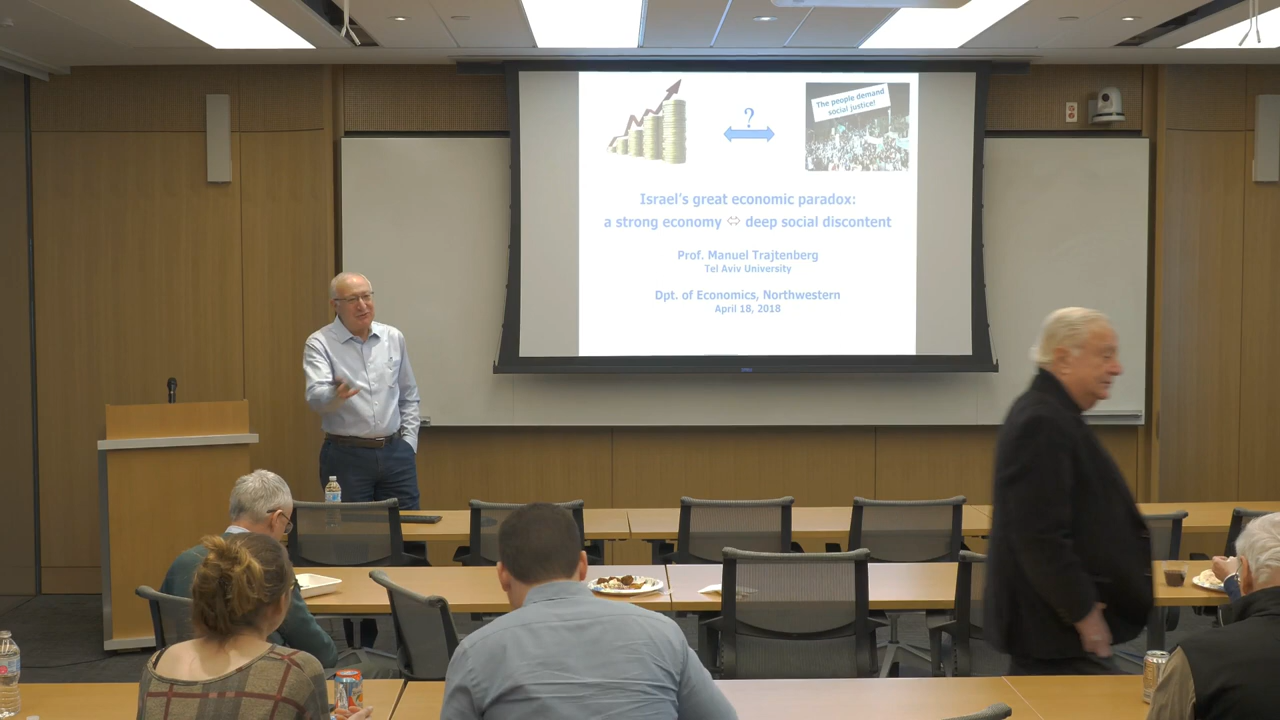 The people demand
social justice!
?
Israel's great economic paradox:
a strong economy ⇔ deep social discontent
Prof. Manuel Trajtenberg
Tel Aviv University
Dpt. of Economics, Northwestern
April 18, 2018